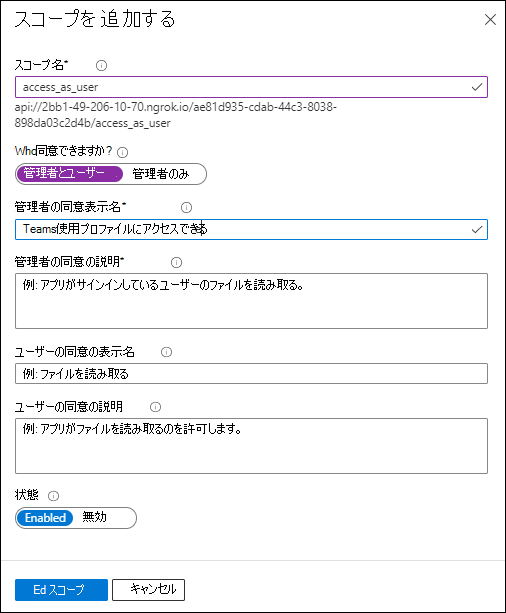 スコープを追加する
スコープ名*
access_as_user
api://2bb1-49-206-10-70.ngrok.io/ae81d935-cdab-44c3-8038-
898da03c2d4b/access_as_user
Who同意できますか?
管理者とユーザー 管理者のみ
管理者の同意表示名*
Teams使用プロファイルにアクセスできる
管理者の同意の説明*
例: アプリがサインインしているユーザーのファイルを読み取る。
ユーザーの同意の表示名
例: ファイルを読み取る
ユーザーの同意の説明
例: アプリがファイルを読み取るのを許可します。
状態
Enabled 無効
Ed スコープ キャンセル